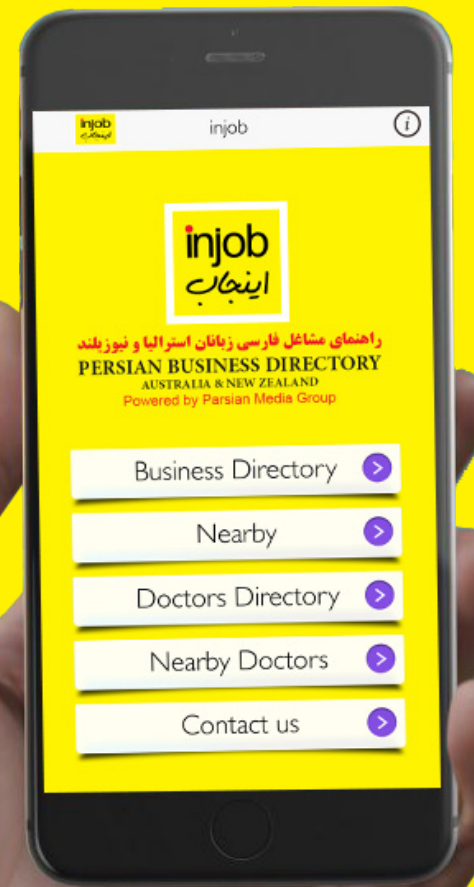 injob
اینجاب
injob
i
injob
اینجاب
راهنمای مشاغل فارسی زبانان استرالیا و نیوزیلند
PERSIAN BUSINESS DIRECTORY
AUSTRALIA & NEW ZEALAND
Powered by Parsian Media Group
Business Directory
Nearby
Doctors Directory
Nearby Doctors
Contact us